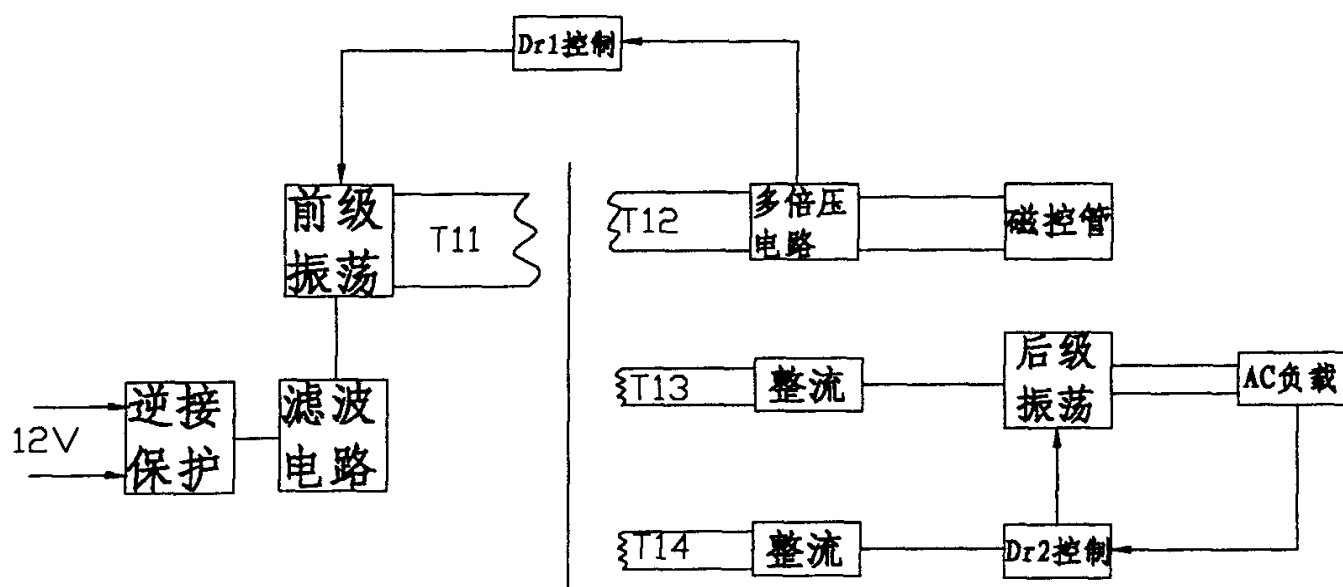 Dr1控制
前级
振荡
T11
T12
多倍压
电路
磁控管
12V
逆接
保护
滤波
电路
T13
整流
后级
振荡
AC负载
T14
整流
Dr2控制